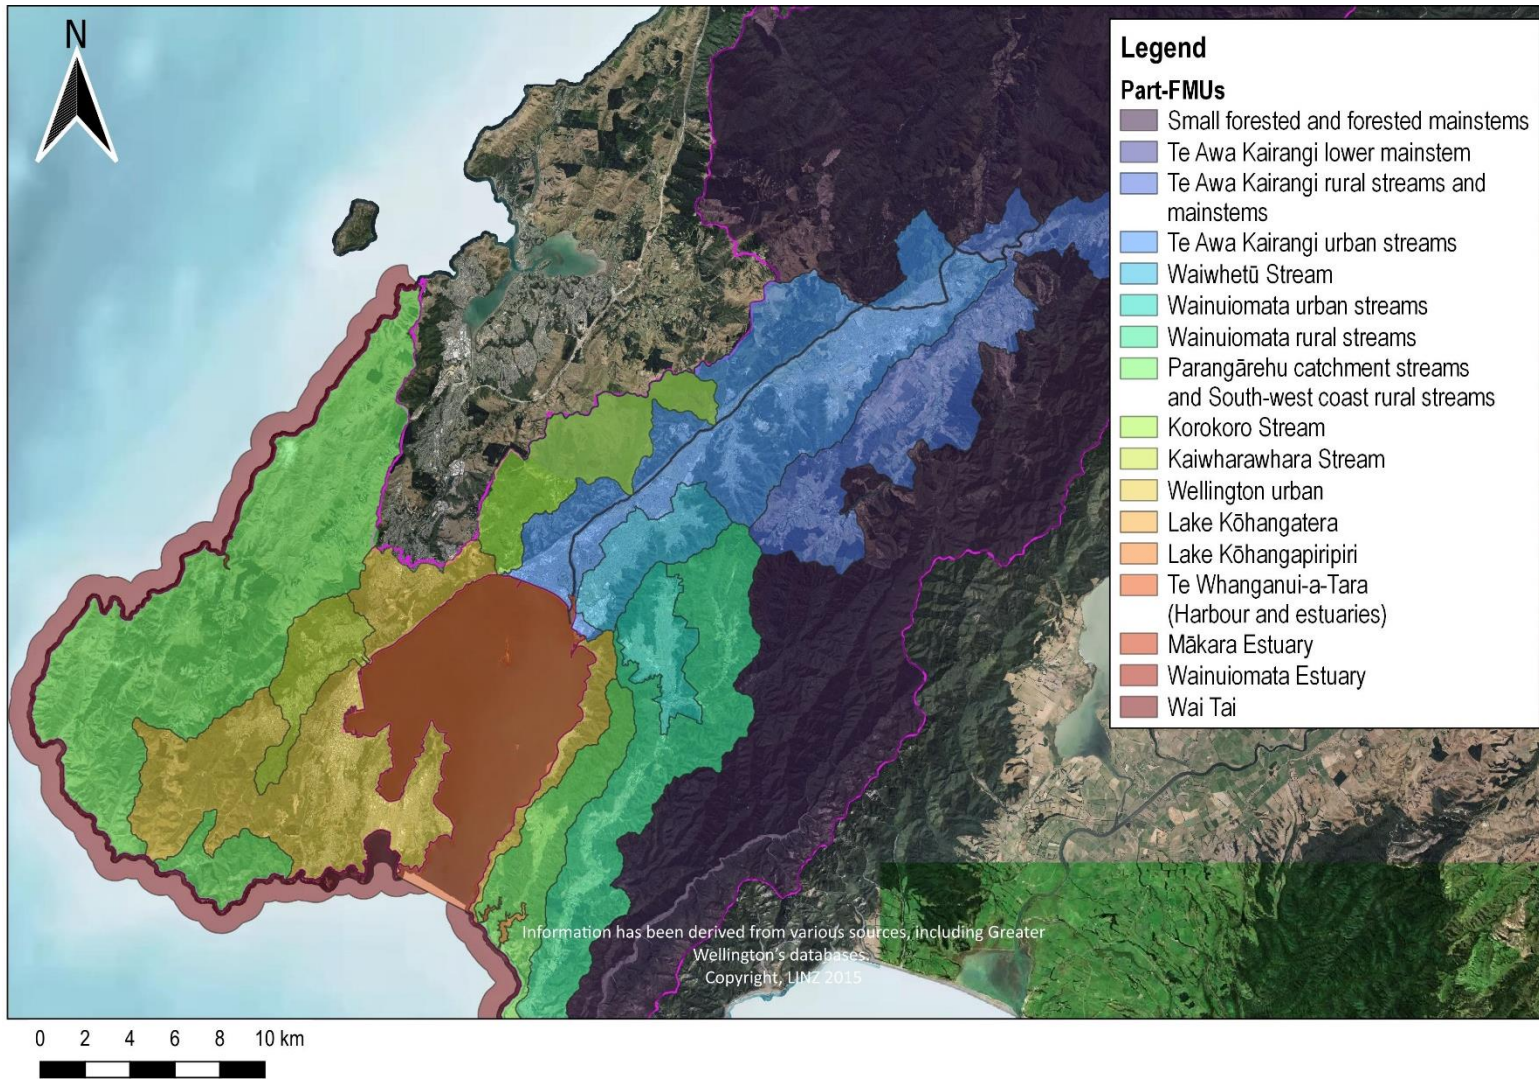 N
Legend
Part-FMUs
Small forested and forested mainstems
Te Awa Kairangi lower mainstem
Te Awa Kairangi rural streams and
mainstems
Te Awa Kairangi urban streams
Waiwhetū Stream
Wainuiomata urban streams
Wainuiomata rural streams
Parangārehu catchment streams
and South-west coast rural streams
Korokoro Stream
Kaiwharawhara Stream
Wellington urban
Lake Kōhangatera
Lake Kōhangapiripiri
Te Whanganui-a-Tara
(Harbour and estuaries)
Mākara Estuary
Wainuiomata Estuary
Wai Tai
Information has been derived from various sources, including Greater
Wellington's databases.
Copyright, LINZ 2015
0 2 4 6 8 10 km